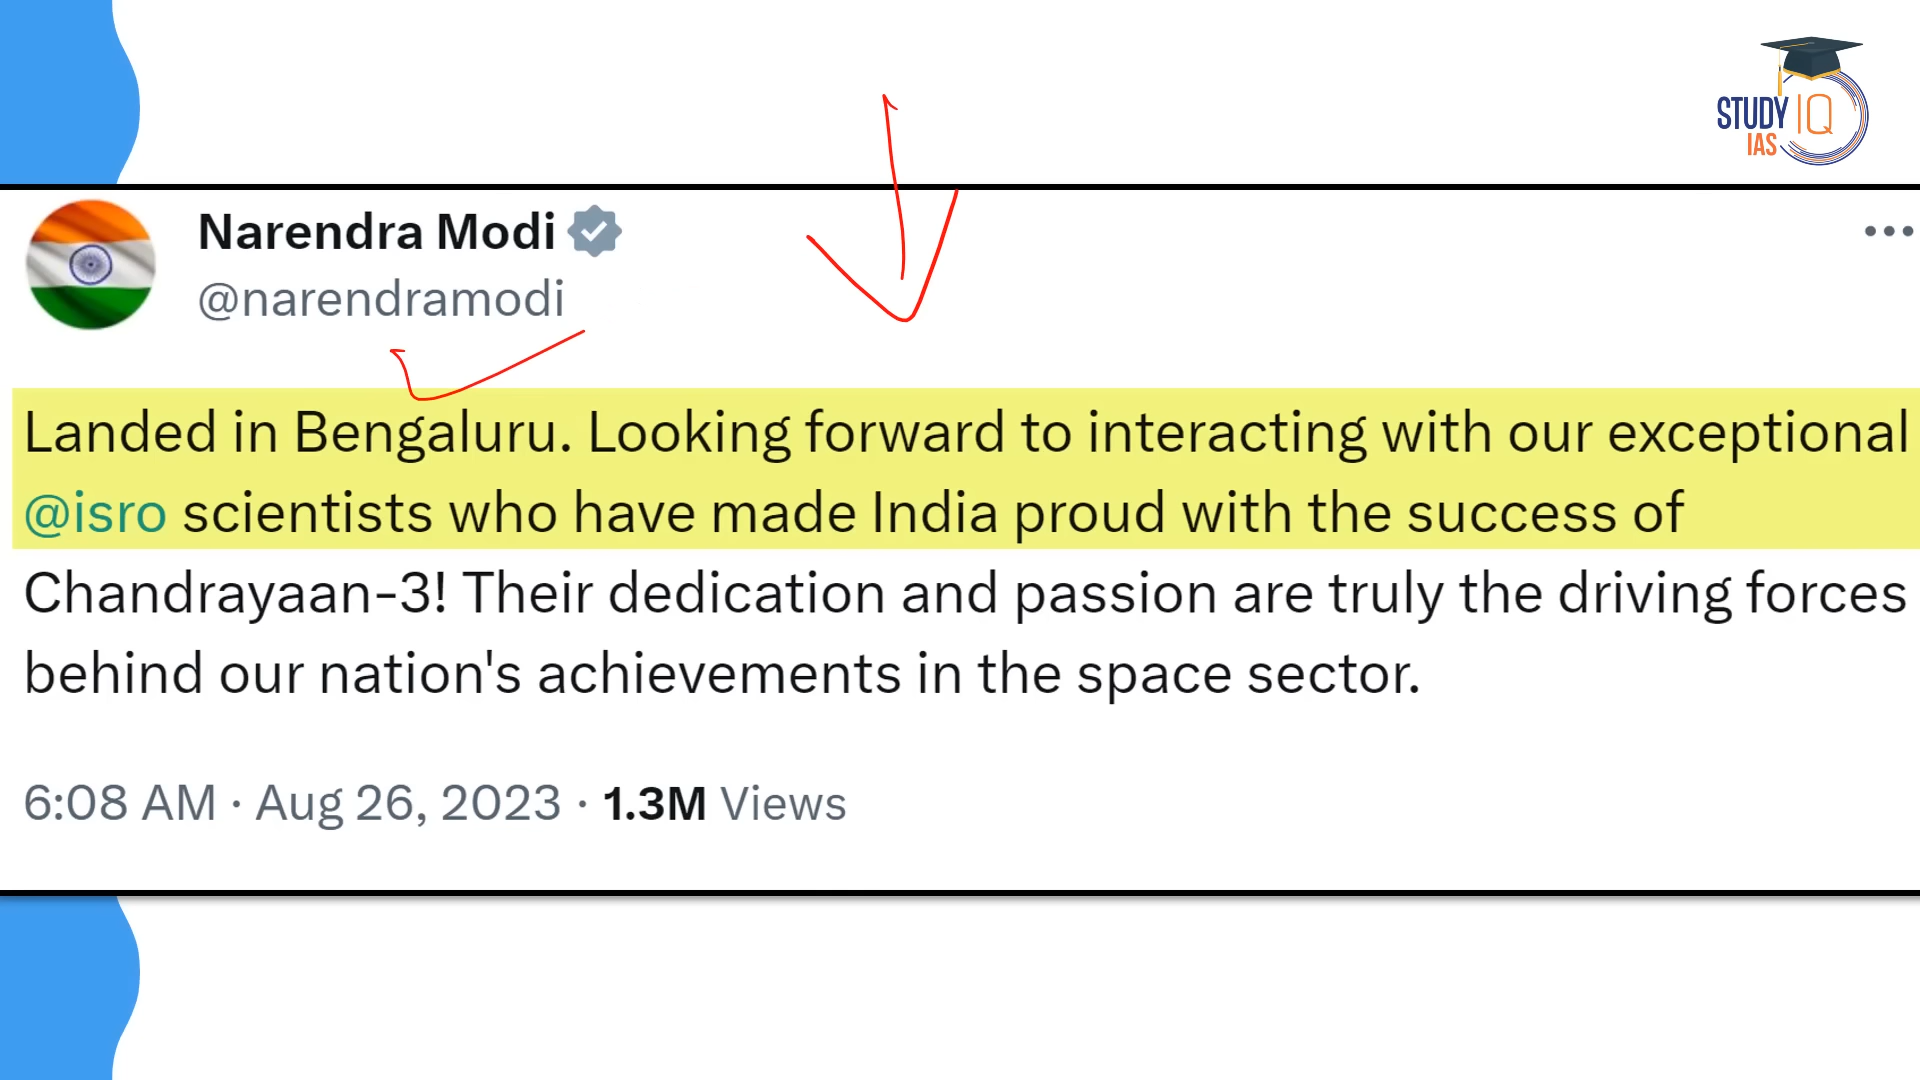 STUDY IQ
IAS
Narendra Modi
@narendramodi
Landed in Bengaluru. Looking forward to interacting with our exceptional
@isro scientists who have made India proud with the success of
Chandrayaan-3! Their dedication and passion are truly the driving forces
behind our nation's achievements in the space sector.
6:08 AM · Aug 26, 2023 · 1.3M Views